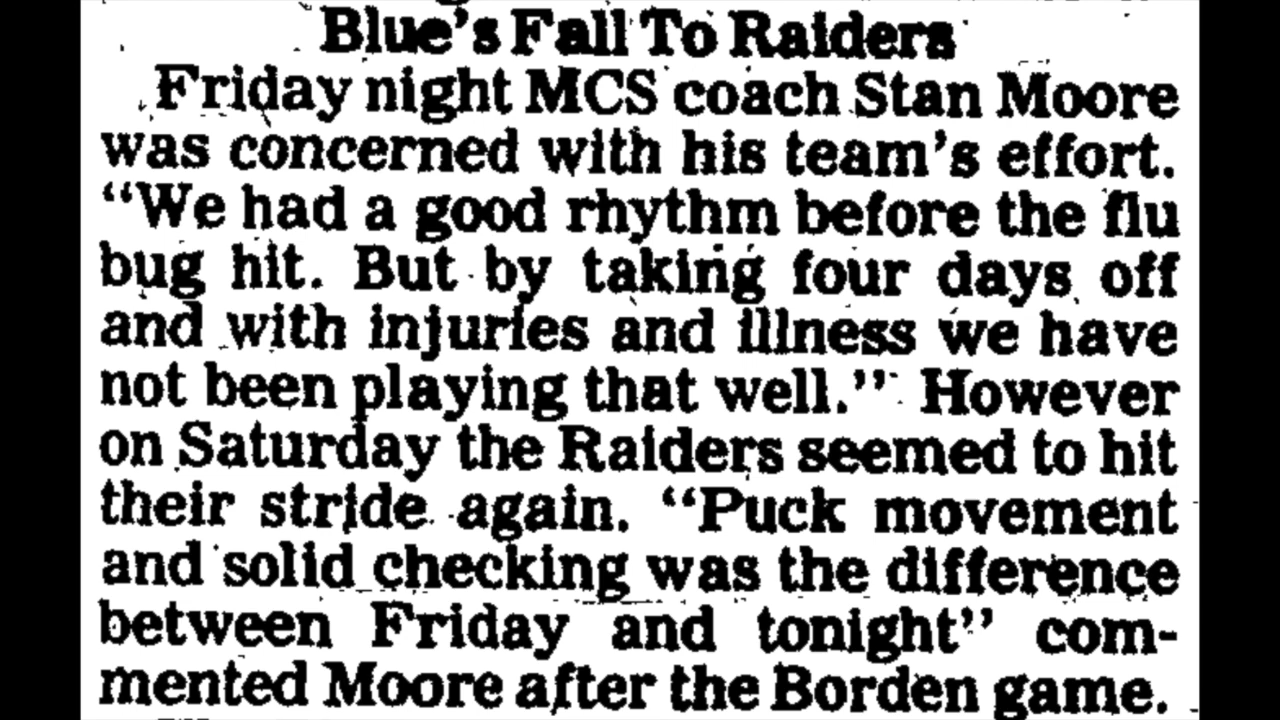 Blue's Fall To Raiders
Friday night MCS coach Stan Moore
was concerned with his team's effort.
"We had a good rhythm before the flu
bug hit. But by taking four days off
and with injuries and illness we have
not been playing that well." However
on Saturday the Raiders seemed to hit
their stride again. "Puck movement
and solid checking was the difference
between Friday and tonight" com-
mented Moore after the Borden game.